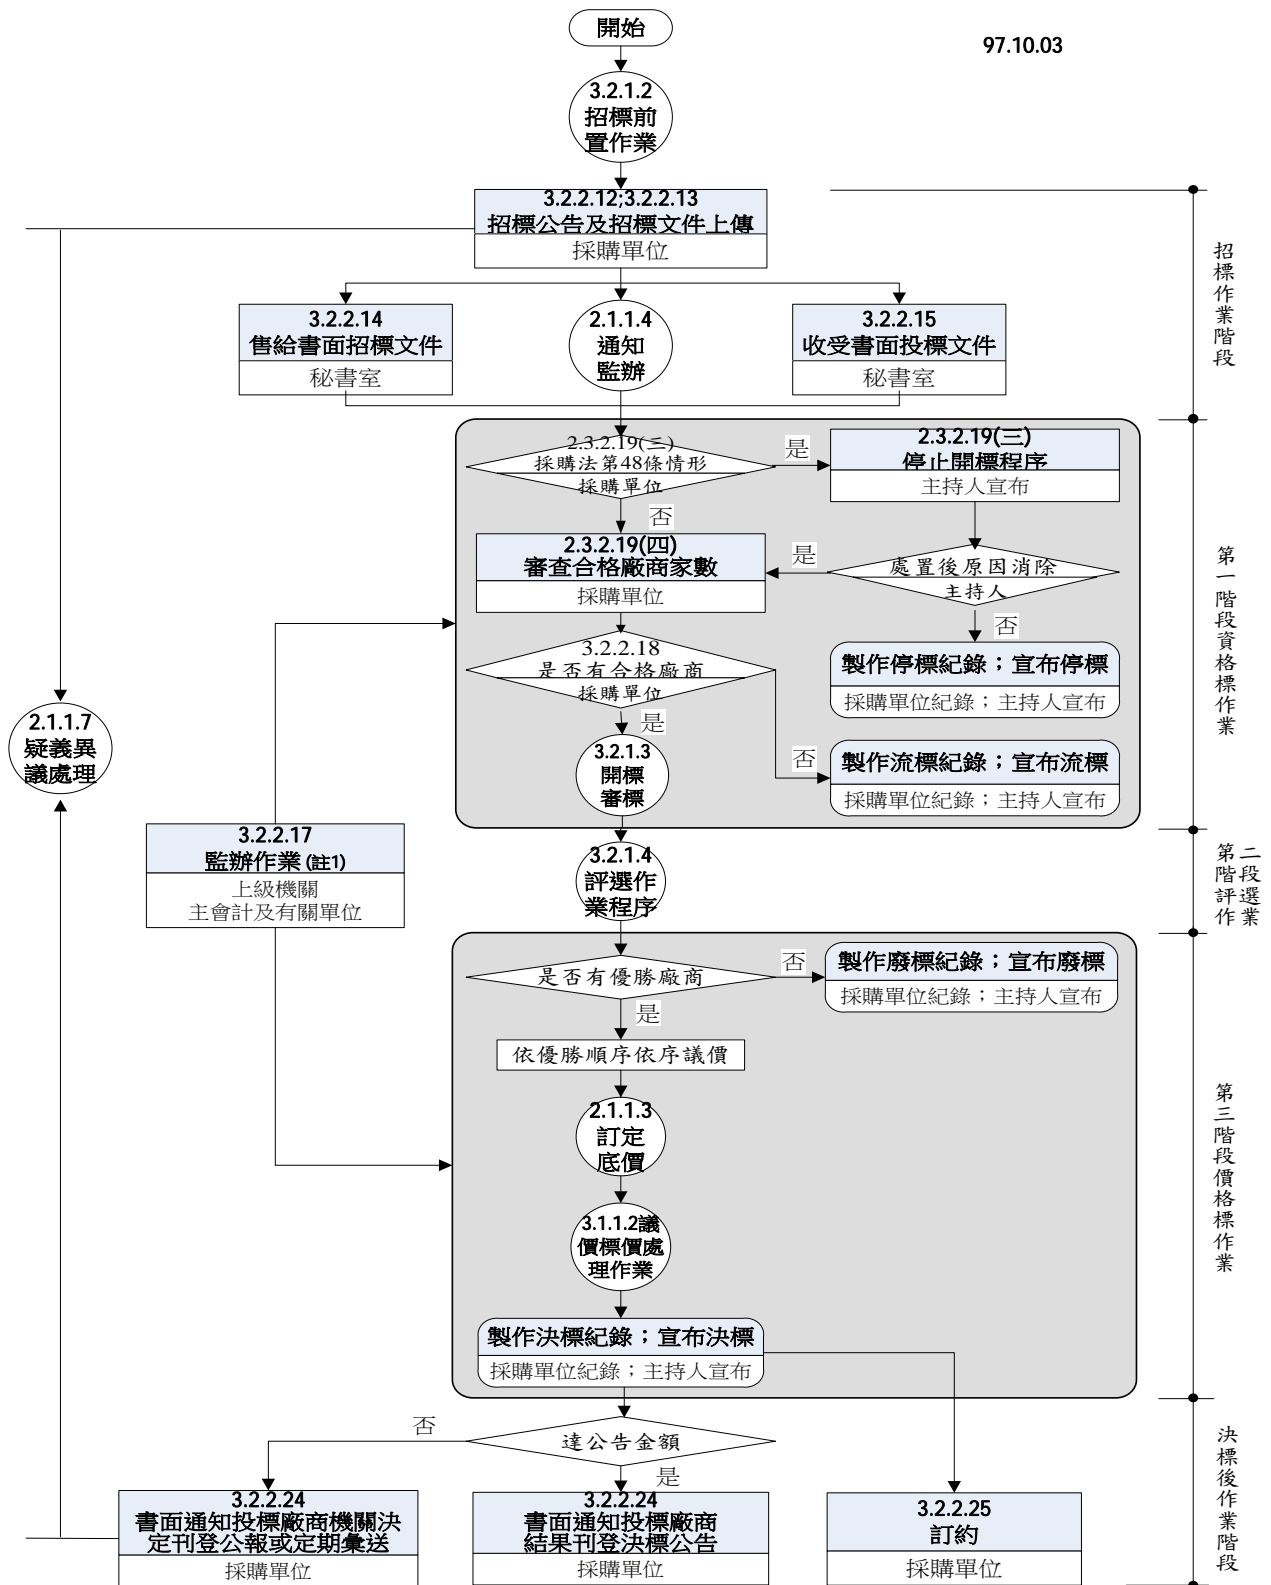 開始
97.10.03
3.2.1.2
招標前
置作業
3.2.2.12;3.2.2.13
招標公告及招標文件上傳
採購單位
招標作業階段
3.2.2.14
售給書面招標文件
秘書室
2.1.1.4
通知
監辦
3.2.2.15
收受書面投標文件
秘書室
2.3.2.19(三)
採購法第48條情形
採購單位
是
否
2.3.2.19(三)
停止開標程序
主持人宣布
2.3.2.19(四)
審查合格廠商家數
採購單位
是
處置後原因消除
主持人
否
第一階段資格標作業
3.2.2.18
是否有合格廠商
採購單位
是
否
製作停標紀錄；宣布停標
採購單位紀錄；主持人宣布
2.1.1.7
疑義異
議處理
3.2.1.3
開標
審標
製作流標紀錄；宣布流標
採購單位紀錄；主持人宣布
3.2.2.17
監辦作業(註1)
上級機關
主會計及有關單位
3.2.1.4
評選作
業程序
第二
階段
評選
作業
是否有優勝廠商
否
是
製作廢標紀錄；宣布廢標
採購單位紀錄；主持人宣布
依優勝順序依序議價
2.1.1.3
訂定
底價
第三階段價格標作業
3.1.1.2議
價標價處
理作業
製作決標紀錄；宣布決標
採購單位紀錄；主持人宣布
否
達公告金額
是
決標後作業階段
3.2.2.24
書面通知投標廠商機關決
定刊登公報或定期彙送
採購單位
3.2.2.24
書面通知投標廠商
結果刊登決標公告
採購單位
3.2.2.25
訂約
採購單位